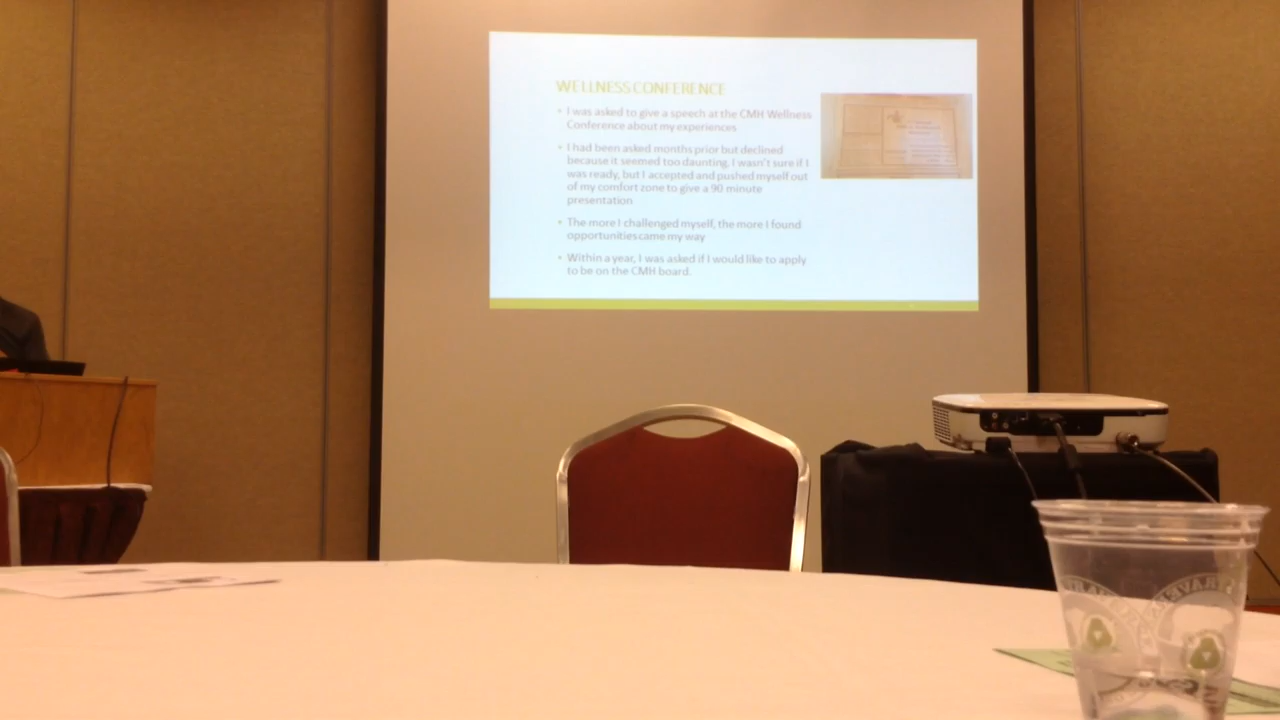 WELLNESS CONFERENCE
• I was asked to give a speech at the CMH Wellness
Conference about my experiences
• I had been asked months prior but declined
because it seemed too daunting. I wasn't sure if I
was ready, but I accepted and pushed myself out
of my comfort zone to give a 90 minute
presentation
• The more I challenged myself, the more I found
opportunities came my way
• Within a year, I was asked if I would like to apply
to be on the CMH board.